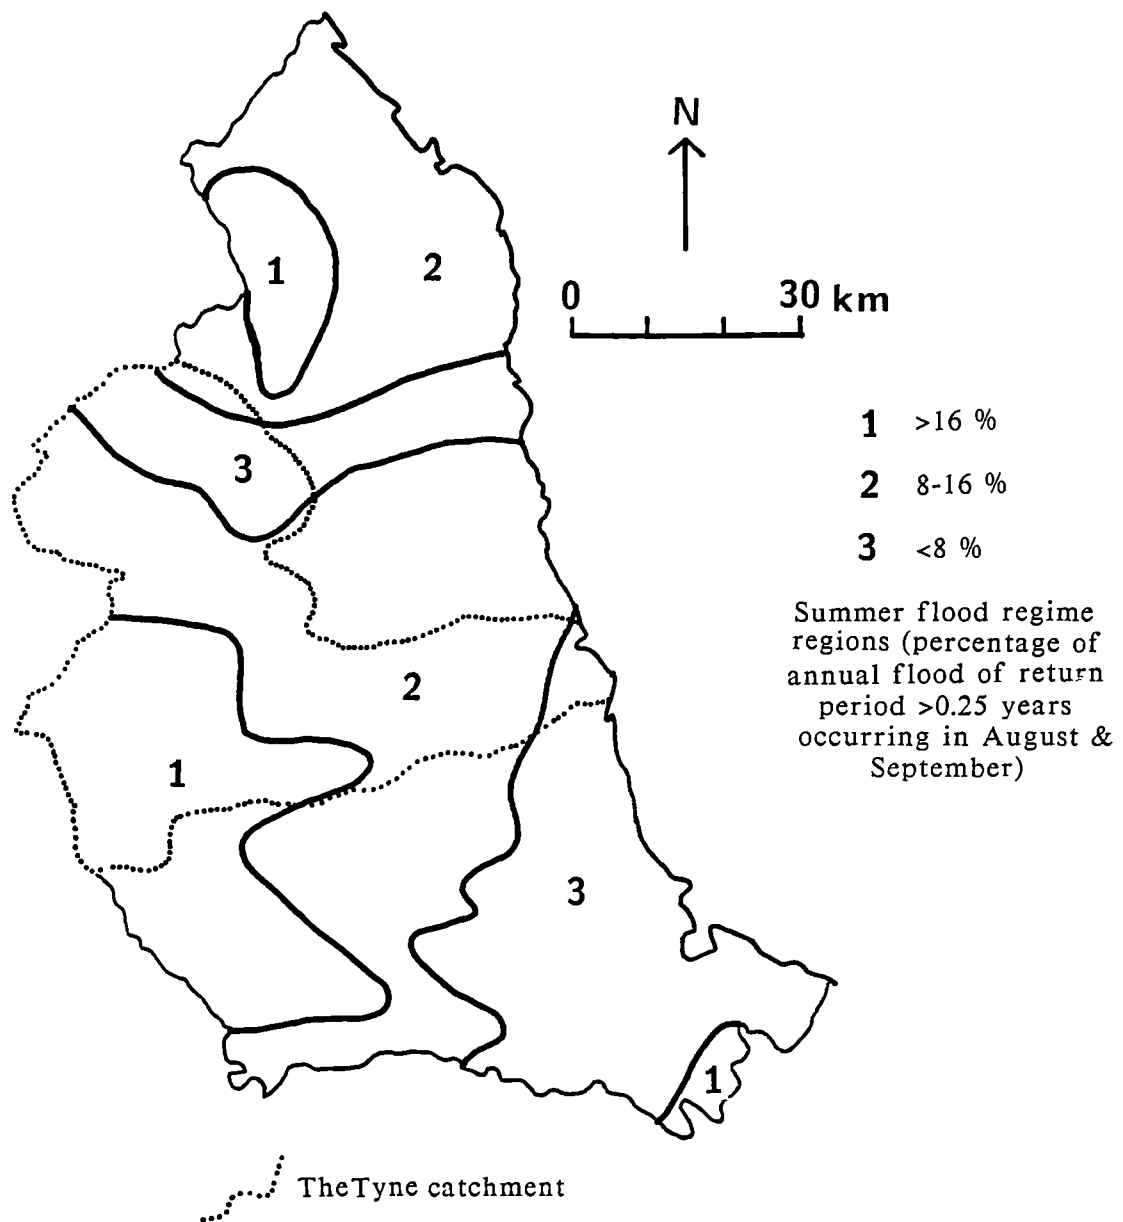 N
1
2
0 30 km
1 >16 %
3
2 8-16 %
3 <8 %
Summer flood regime
regions (percentage of
annual flood of return
period >0.25 years
occurring in August &
September)
2
1
3
1
TheTyne catchment